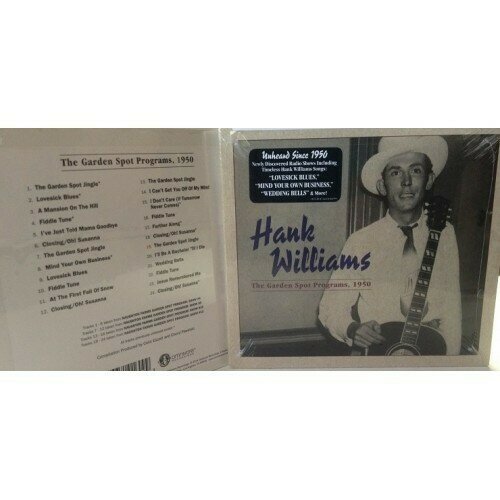 The Garden Spot Programs, 1950
1. The Garden Spot Jingle
2. Lovesick Blues
3. A Mansion On The Hill
4. Fiddle Tune
5. I've Just Told Mama Goodbye
6. Closing/Oh! Susanna
7. The Garden Spot Jingle
8. Mind Your Own Business
9. Lovesick Blues
10. Fiddle Tune
11. At The First Fall of Snow
12. Closing/Oh! Susanna
13. The Garden Spot Jingle
14. I Can't Get You Off Of My Mind
15. I Don't Care (If Tomorrow
Never Comes)
16. Fiddle Tune
17. Farther Along
18. Closing/Oh! Susanna
19. The Garden Spot Jingle
20. I'll Be A Bachelor 'Til I Die
21. Wedding Bells
22. Fiddle Tune
23. Jesus Remembered Me
24. Closing/Oh! Susanna
omnivore
Unheard Since 1950
Newly Discovered Radio Shows Including
Timeless Hank Williams Songs:
"LOVESICK BLUES,"
"MIND YOUR OWN BUSINESS,"
"WEDDING BELLS" & More!
Hank
Williams
The Garden Spot Programs, 1950